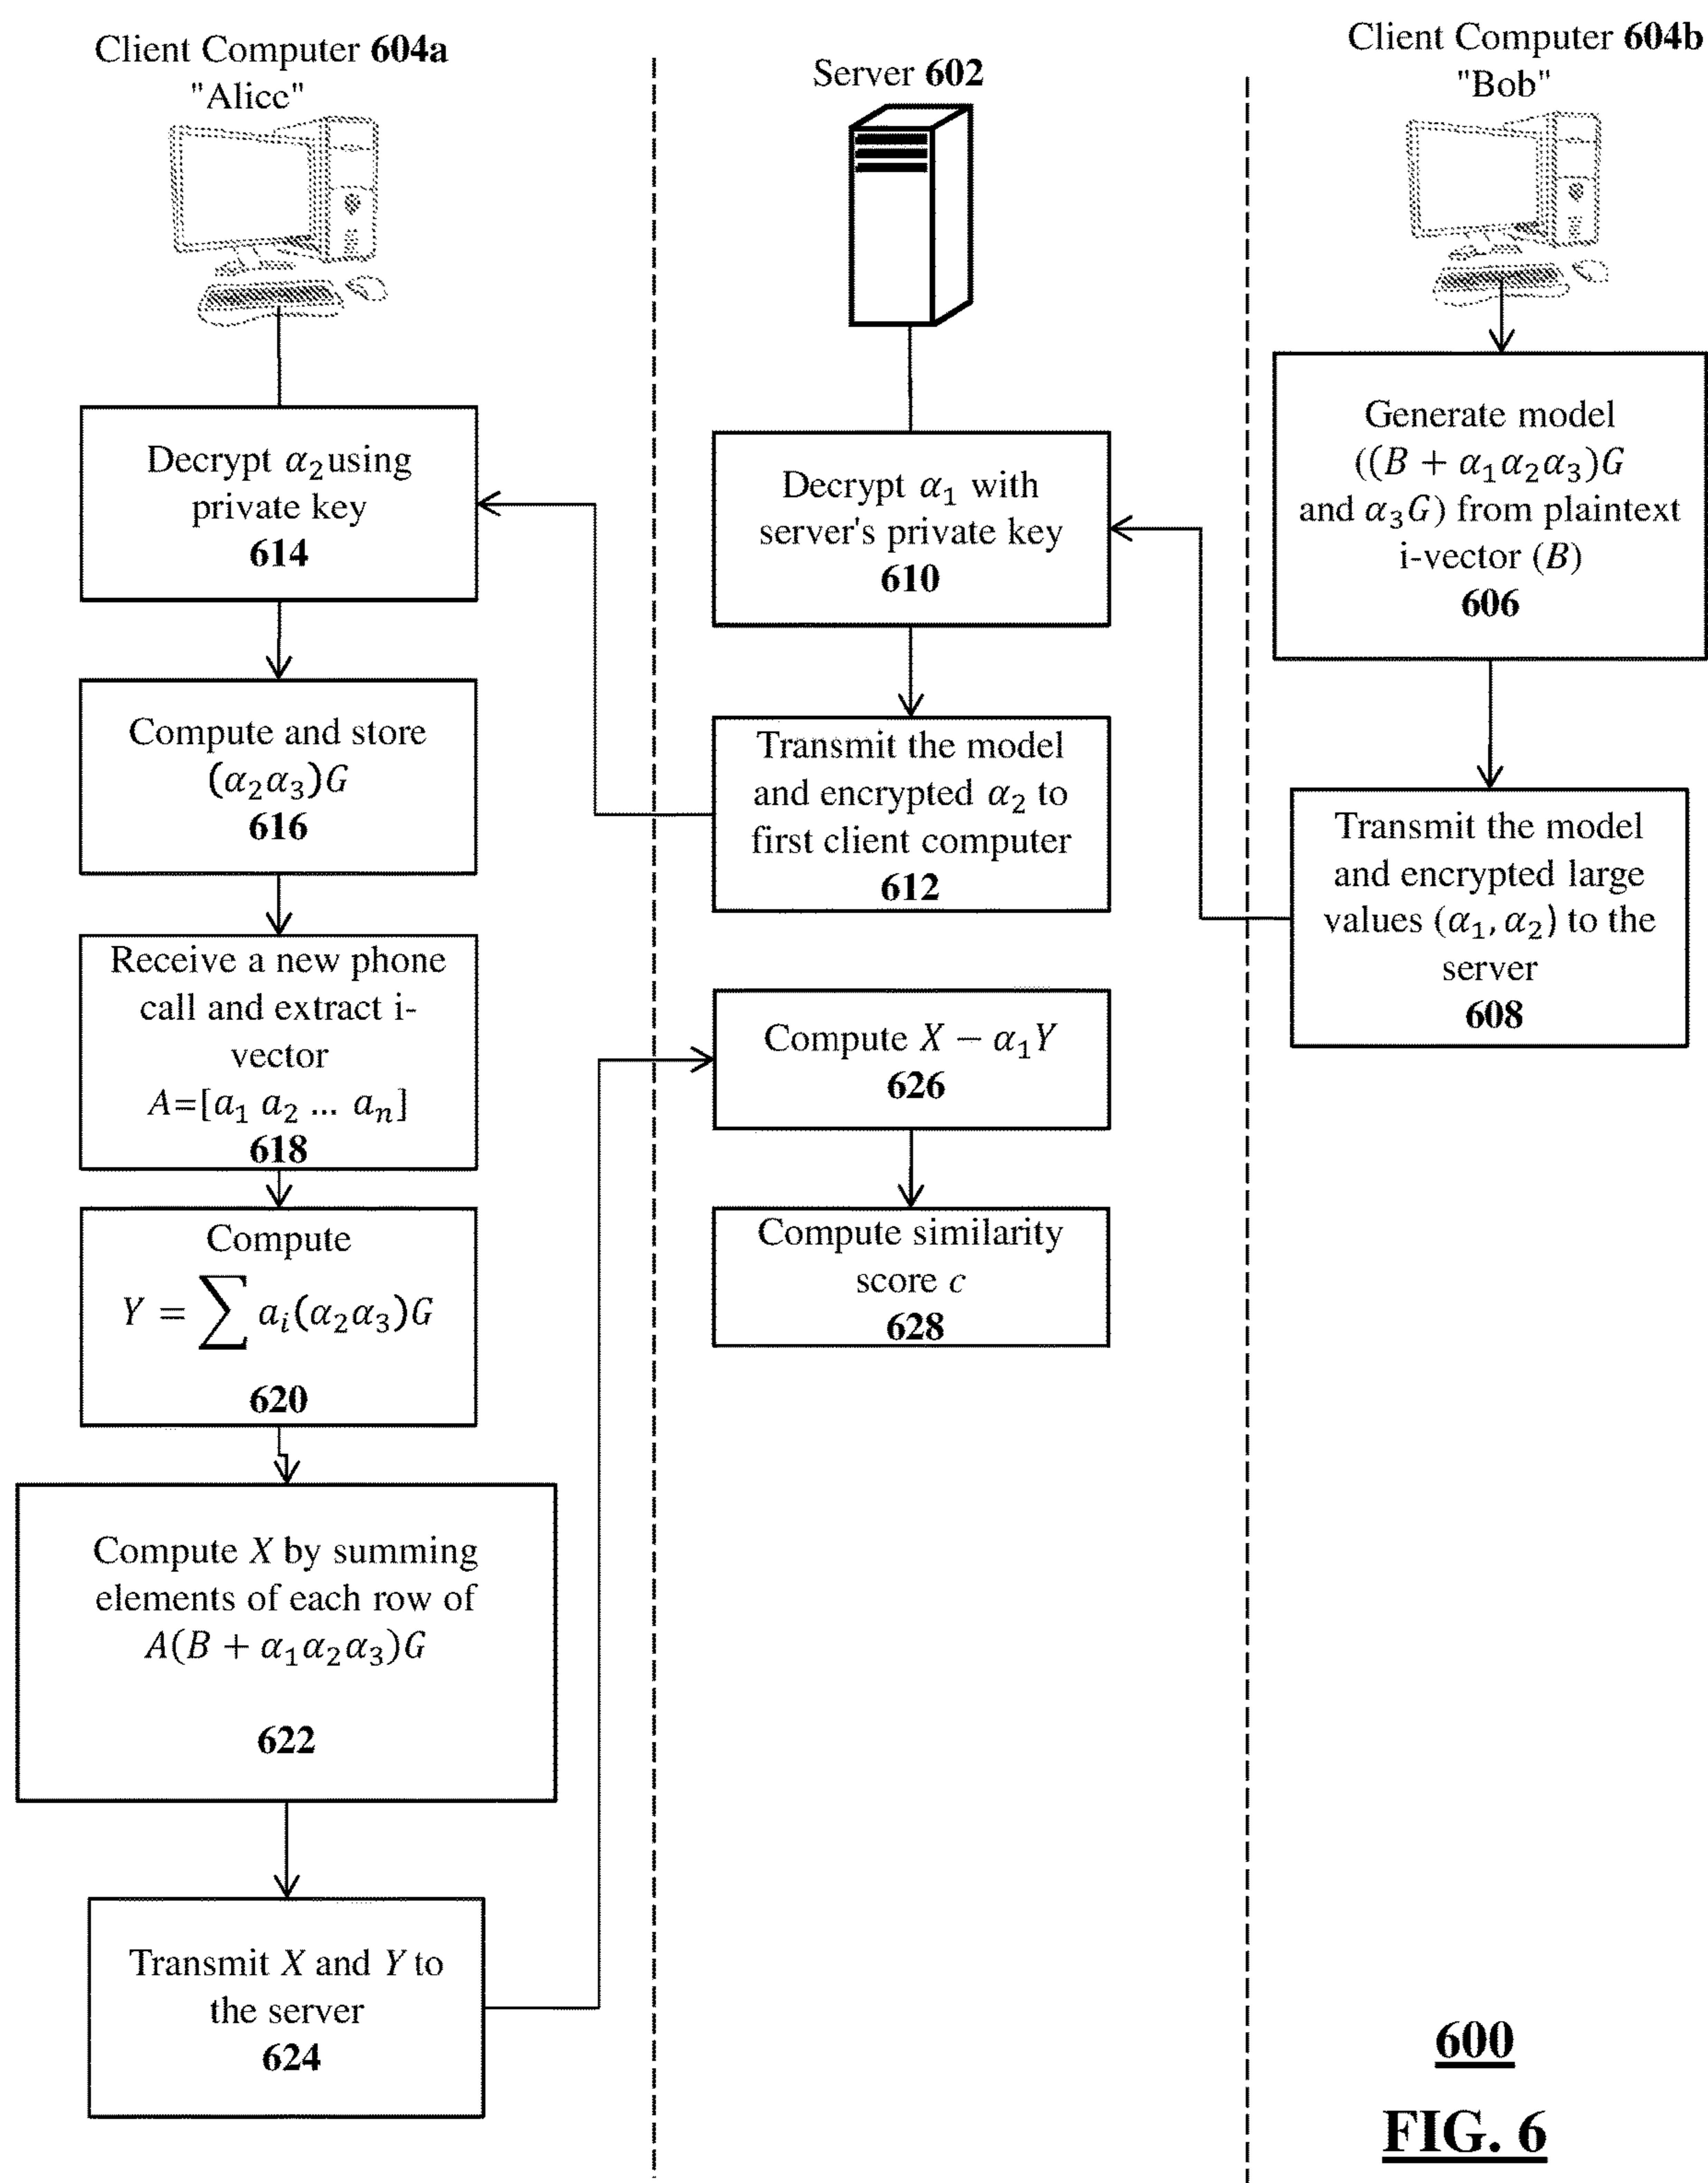 Client Computer 604a
"Alice"
Decrypt α₂ using
private key
614
Compute and store
(α₂α₃)G
616
Receive a new phone
call and extract i-
vector
A=[a₁ a₂ … aₙ]
618
Compute
Y = ∑ aᵢ(α₂α₃)G
620
Compute X by summing
elements of each row of
A(B + α₁α₂α₃)G
622
Transmit X and Y to
the server
624
Server 602
Decrypt α₁ with
server's private key
610
Transmit the model
and encrypted α₂ to
first client computer
612
Compute X − α₁Y
626
Compute similarity
score c
628
Client Computer 604b
"Bob"
Generate model
((B + α₁α₂α₃)G
and α₃G) from plaintext
i-vector (B)
606
Transmit the model
and encrypted large
values (α₁, α₂) to the
server
608
600
FIG. 6